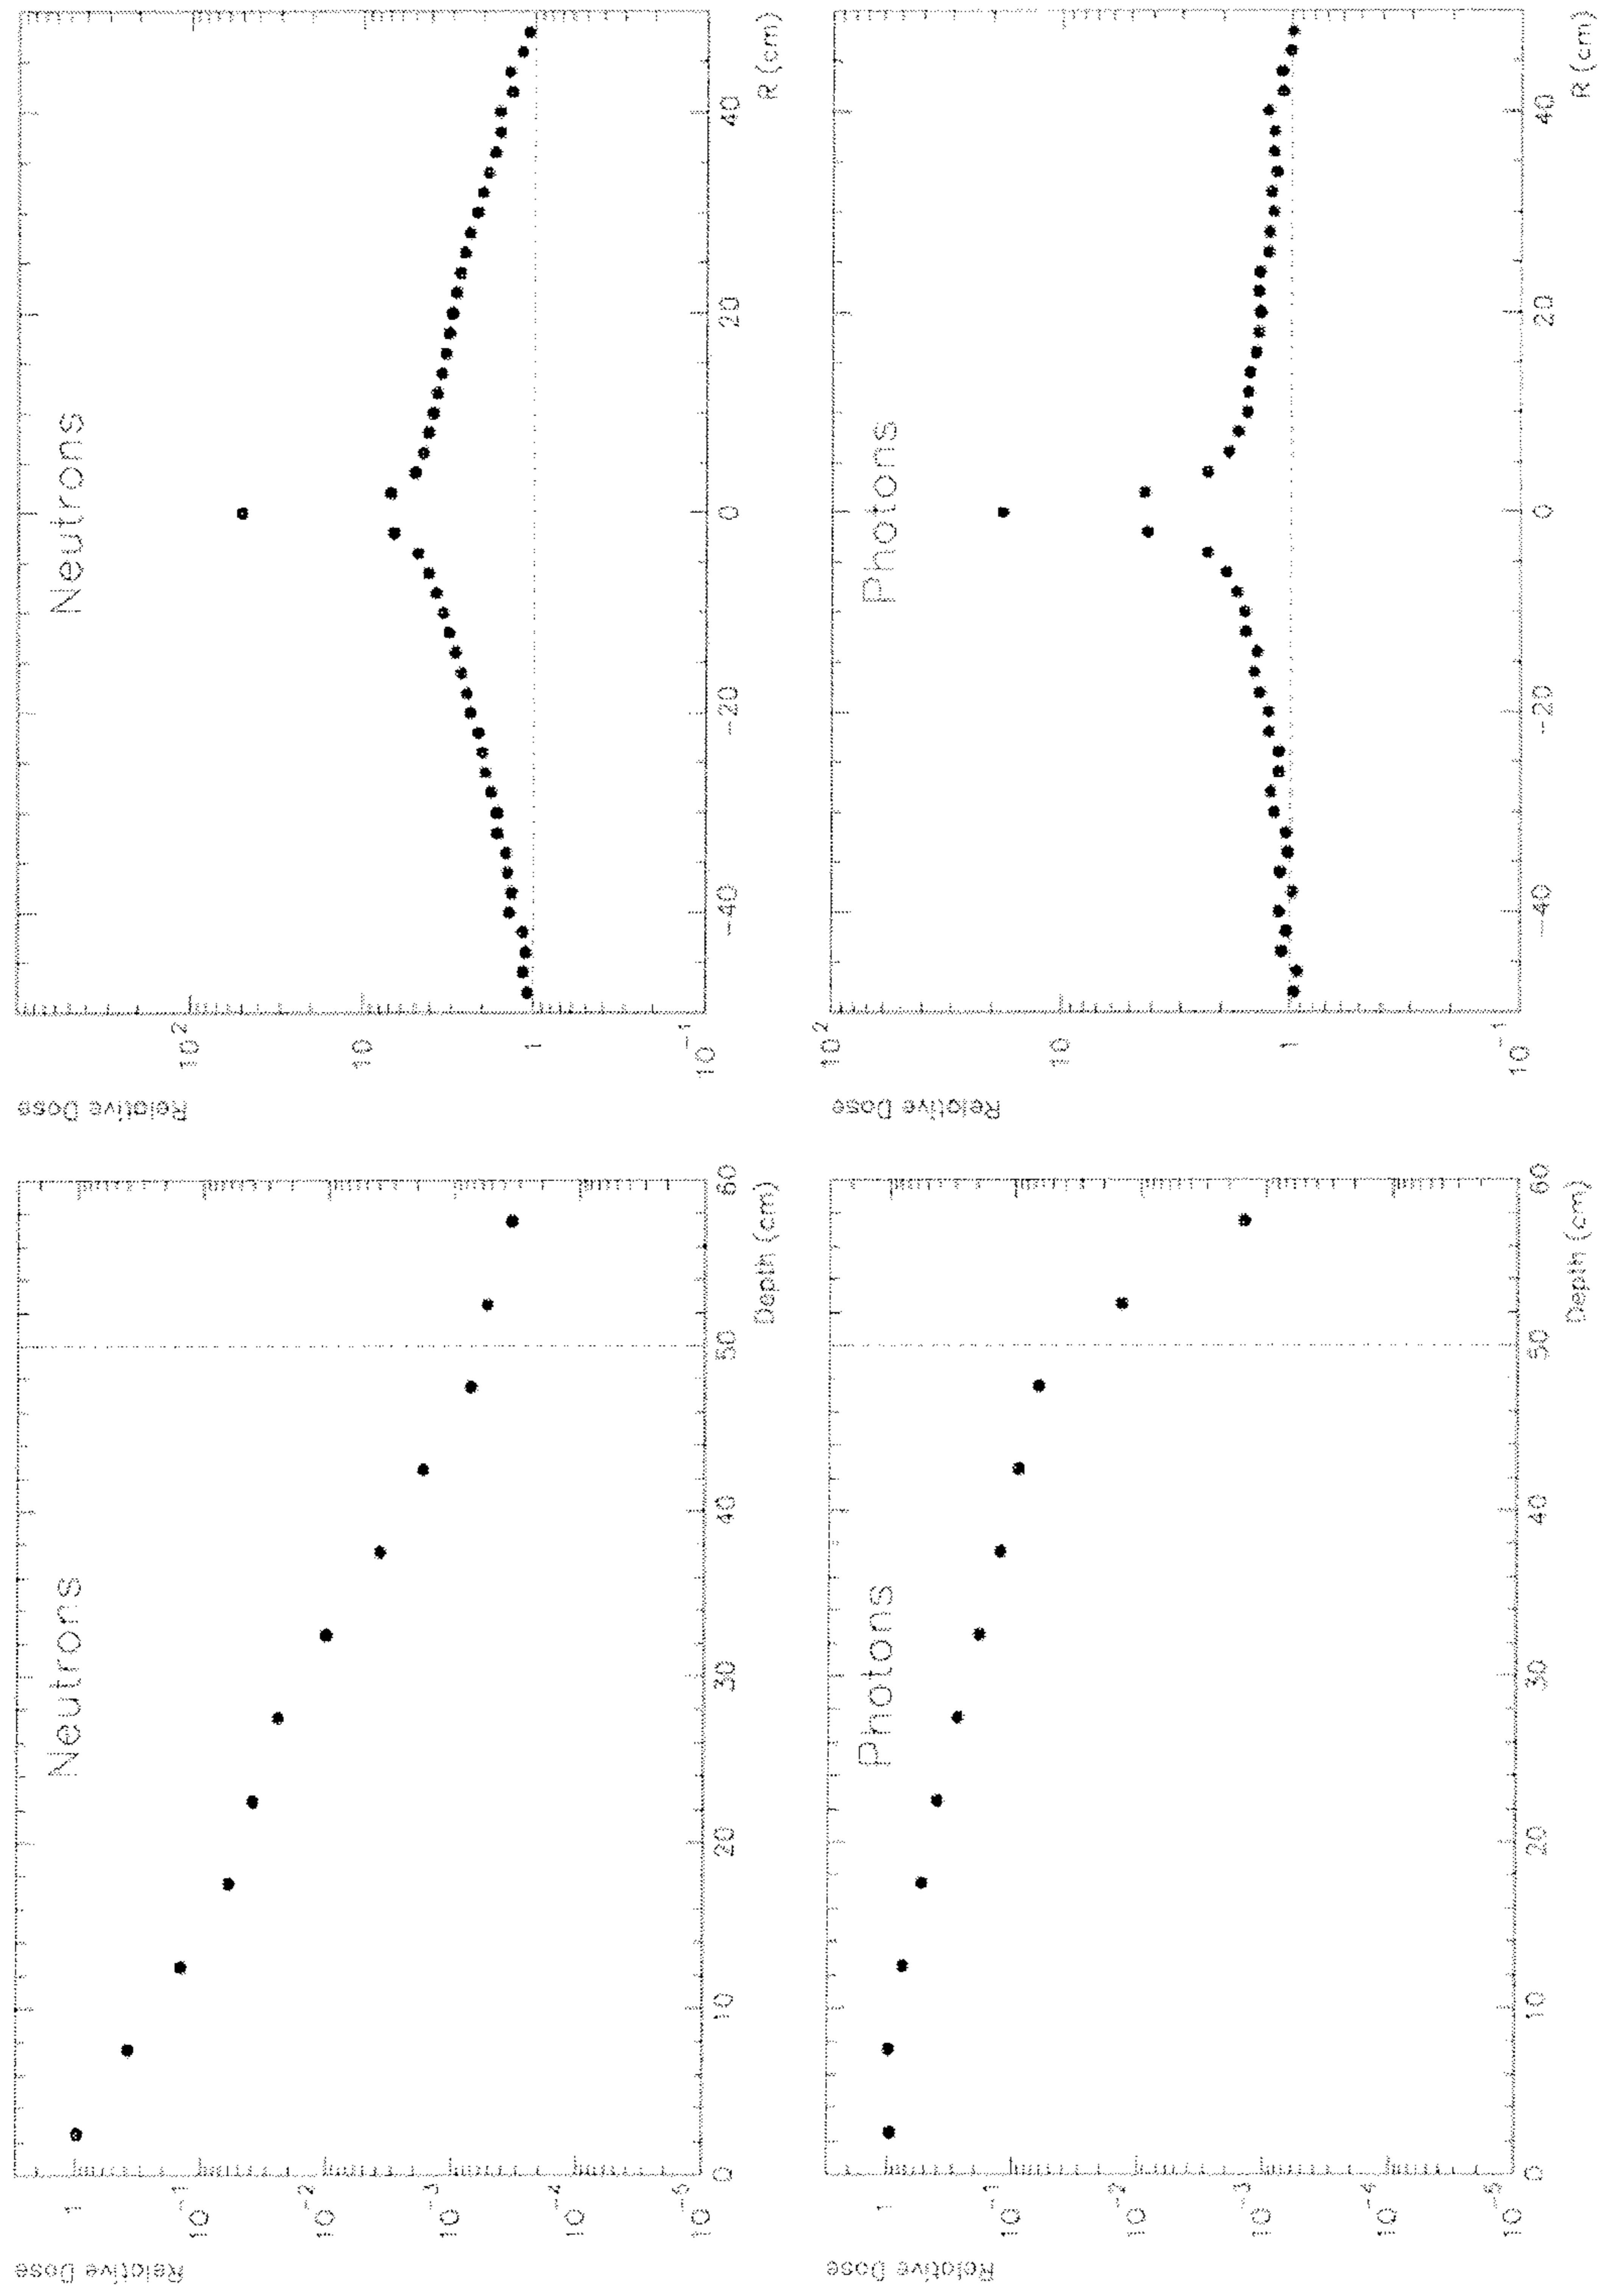 Relative Dose
Neutrons
1
10⁻¹
10⁻²
10⁻³
10⁻⁴
10⁻⁵
0 10 20 30 40 50 60
Depth (cm)
Relative Dose
Neutrons
10²
10
1
10⁻¹
−40 −20 0 20 40
R (cm)
Relative Dose
Photons
1
10⁻¹
10⁻²
10⁻³
10⁻⁴
10⁻⁵
0 10 20 30 40 50 60
Depth (cm)
Relative Dose
Photons
10²
10
1
10⁻¹
−40 −20 0 20 40
R (cm)